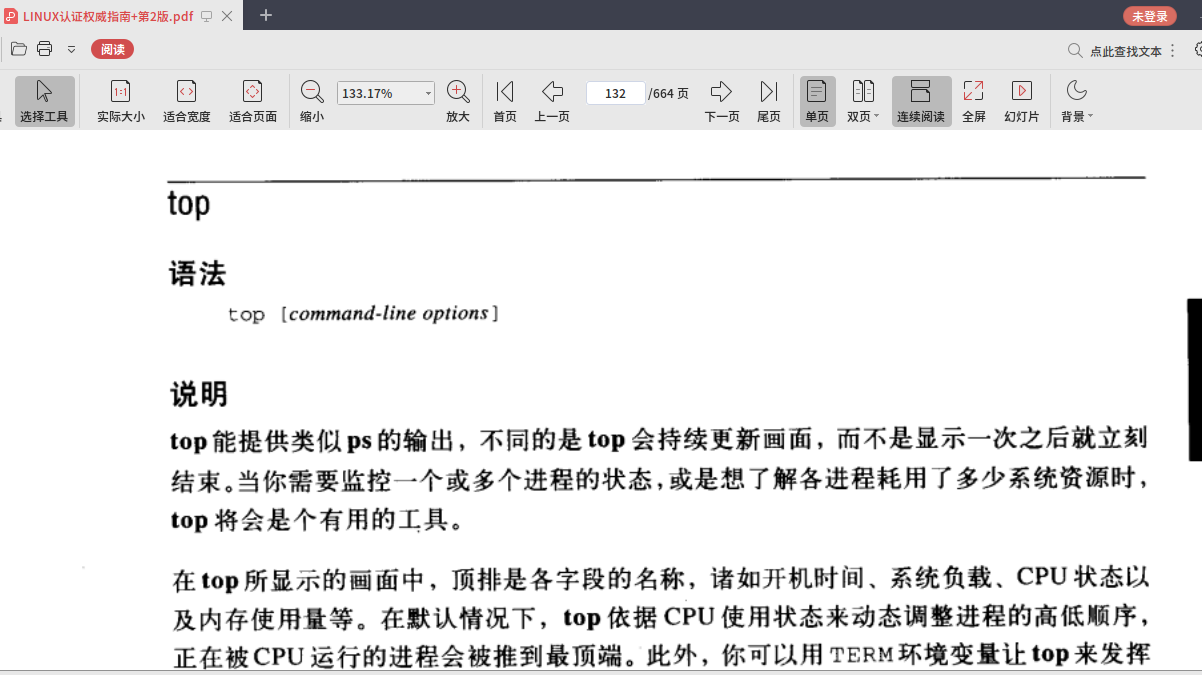 LINUX认证权威指南+第2版.pdf
未登录
阅读
点此查找文本
选择工具
实际大小
适合宽度
适合页面
缩小
133.17%
放大
首页
上一页
132 /664 页
下一页
尾页
单页
双页
连续阅读
全屏
幻灯片
背景
top
语法
top [command-line options]
说明
top 能提供类似 ps 的输出，不同的是 top 会持续更新画面，而不是显示一次之后就立刻
结束。当你需要监控一个或多个进程的状态，或是想了解各进程耗用了多少系统资源时，
top 将会是个有用的工具。
在 top 所显示的画面中，顶排是各字段的名称，诸如开机时间、系统负载、CPU 状态以
及内存使用量等。在默认情况下，top 依据 CPU 使用状态来动态调整进程的高低顺序，
正在被 CPU 运行的进程会被推到最顶端。此外，你可以用 TERM 环境变量让 top 来发挥